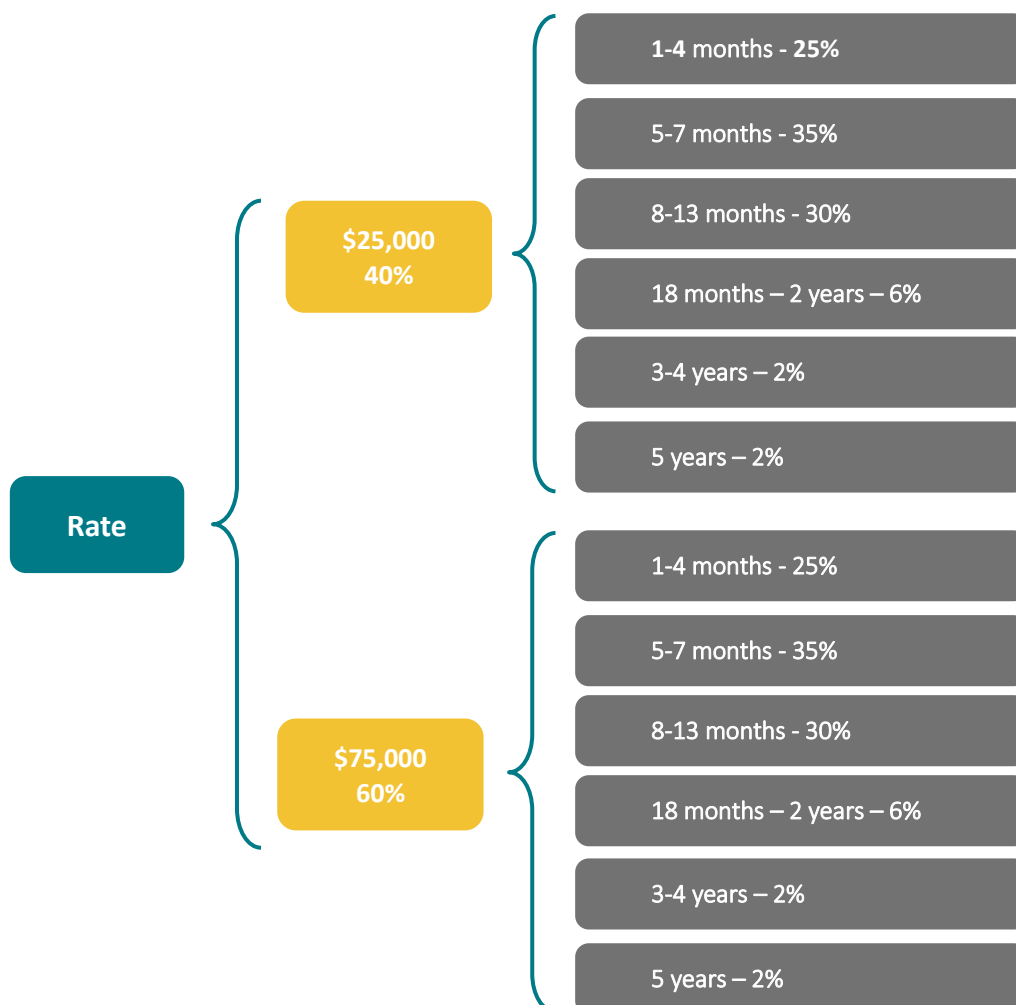 Rate
$25,000
40%
1-4 months - 25%
5-7 months - 35%
8-13 months - 30%
18 months – 2 years – 6%
3-4 years – 2%
5 years – 2%
$75,000
60%
1-4 months - 25%
5-7 months - 35%
8-13 months - 30%
18 months – 2 years – 6%
3-4 years – 2%
5 years – 2%